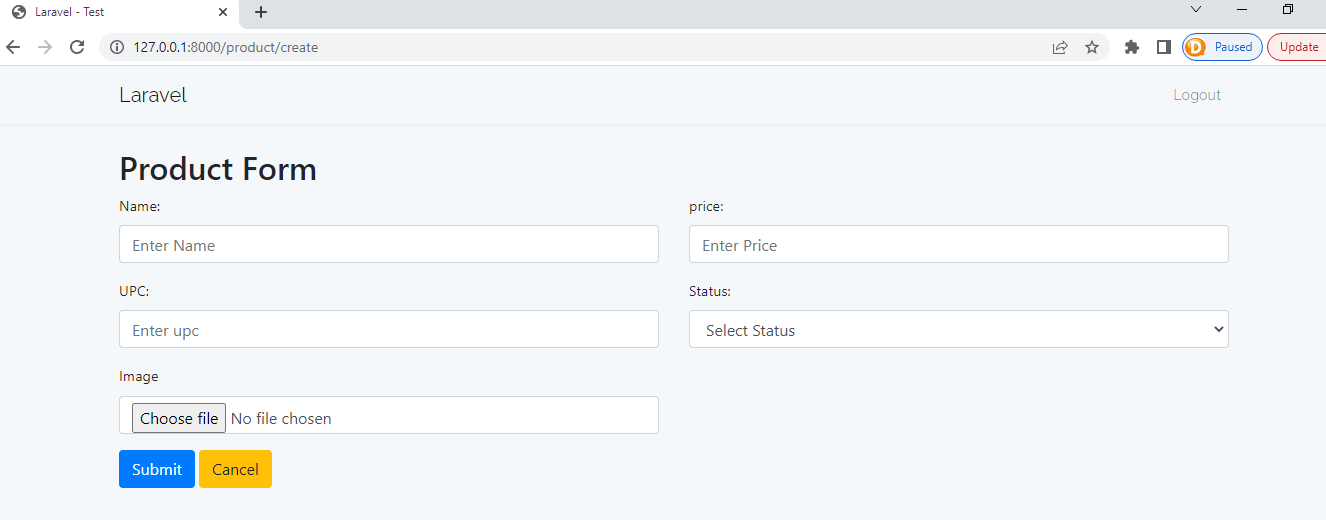 Laravel - Test
127.0.0.1:8000/product/create
D Paused Update
Laravel Logout
Product Form
Name: price:
Enter Name Enter Price
UPC: Status:
Enter upc Select Status
Image
Choose file No file chosen
Submit Cancel